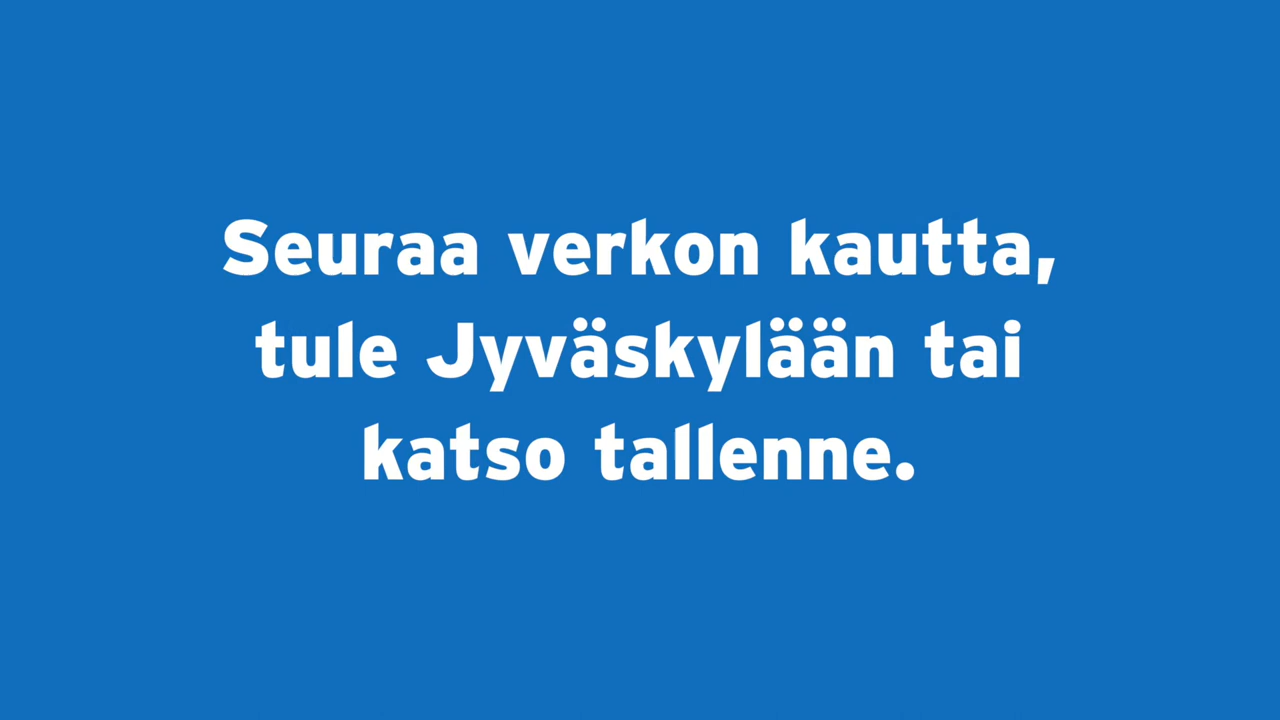 Seuraa verkon kautta,
tule Jyväskylään tai
katso tallenne.